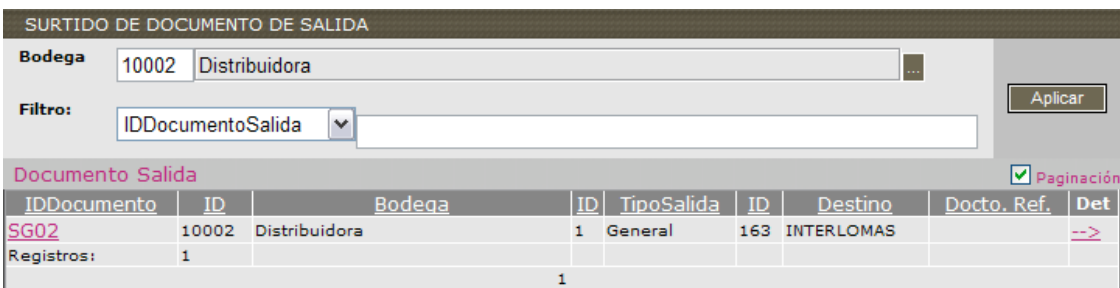 SURTIDO DE DOCUMENTO DE SALIDA
Bodega 10002 Distribuidora ...
Aplicar
Filtro: IDDocumentoSalida
Documento Salida Paginación
IDDocumento ID Bodega ID TipoSalida ID Destino Docto. Ref. Det
SG02 10002 Distribuidora 1 General 163 INTERLOMAS -->
Registros: 1
1